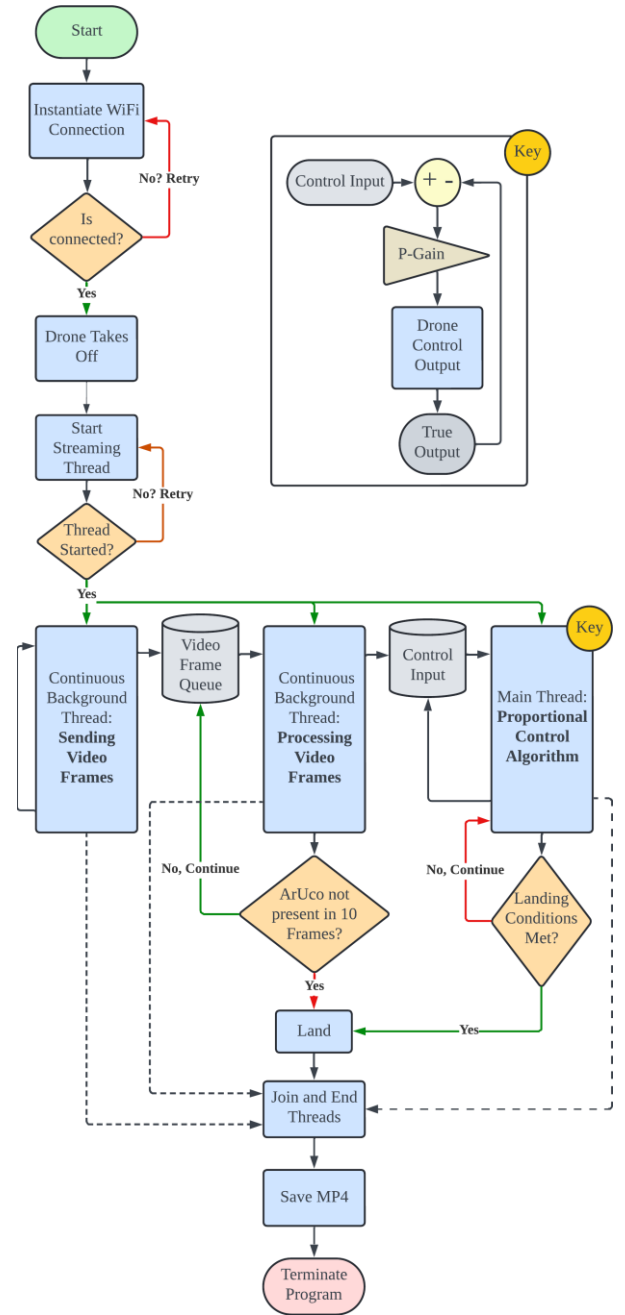 Start
Instantiate WiFi
Connection
No? Retry
Is
connected?
Yes
Drone Takes
Off
Start
Streaming
Thread
No? Retry
Thread
Started?
Yes
Key
Control Input
+ -
P-Gain
Drone
Control
Output
True
Output
Continuous
Background
Thread:
Sending
Video
Frames
Video
Frame
Queue
Continuous
Background
Thread:
Processing
Video
Frames
Control
Input
Key
Main Thread:
Proportional
Control
Algorithm
No, Continue
ArUco not
present in 10
Frames?
Yes
No, Continue
Landing
Conditions
Met?
Yes
Land
Join and End
Threads
Save MP4
Terminate
Program